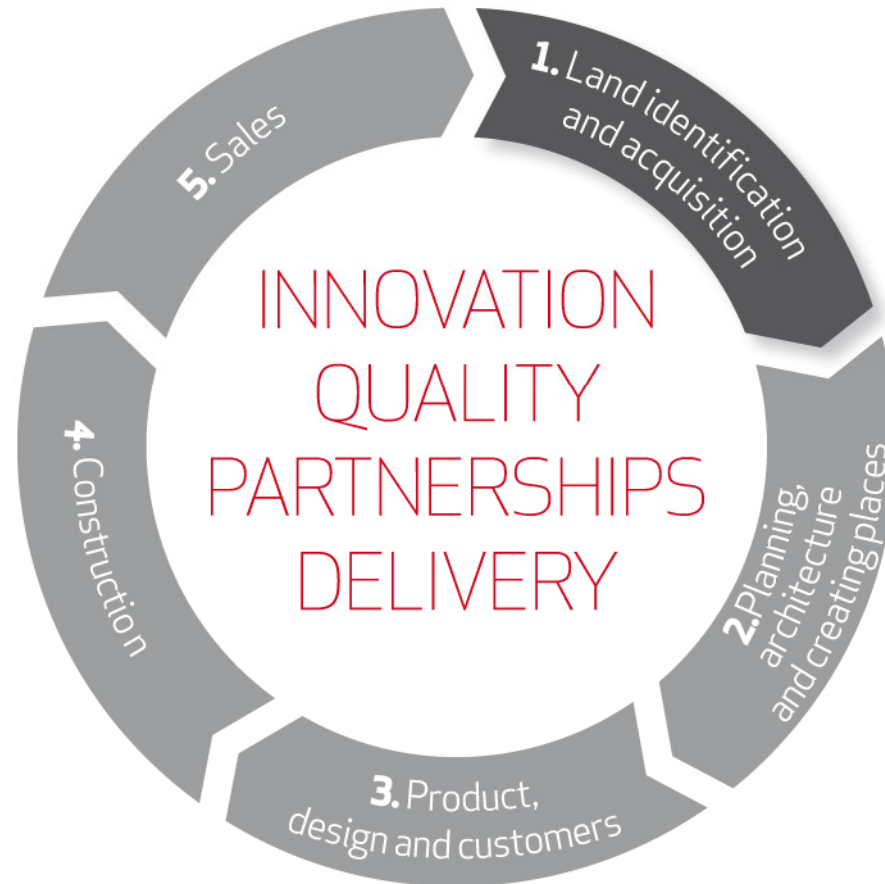 1. Land identification
and acquisition
2.Planning,
architecture
and creating places
3. Product,
design and customers
4. Construction
5. Sales
INNOVATION
QUALITY
PARTNERSHIPS
DELIVERY